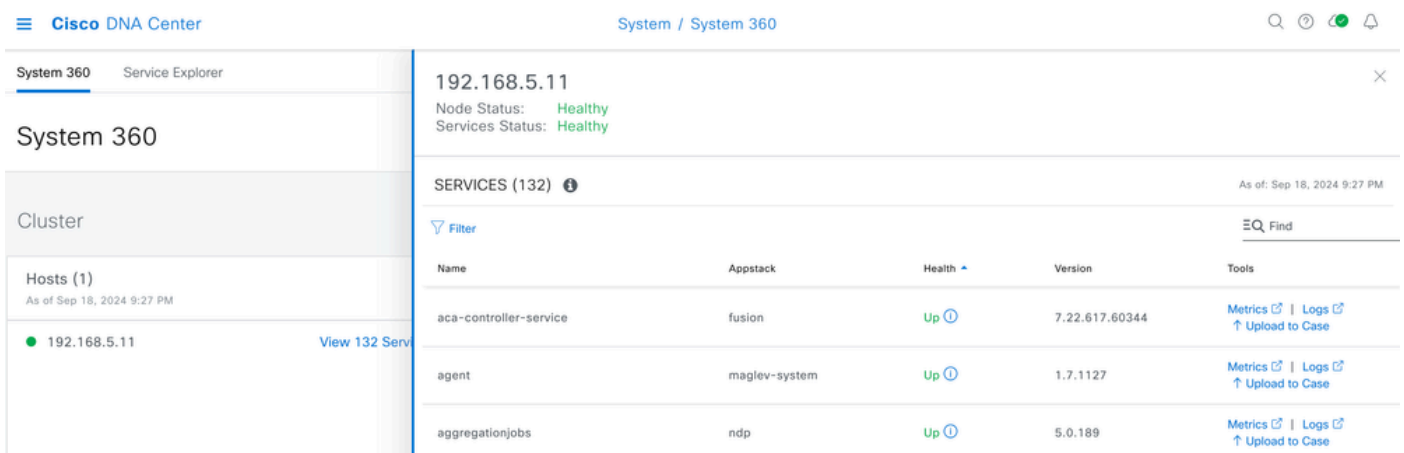 Cisco DNA Center
System / System 360
System 360 Service Explorer
System 360
Cluster
Hosts (1)
As of Sep 18, 2024 9:27 PM
192.168.5.11 View 132 Servi
192.168.5.11
Node Status: Healthy
Services Status: Healthy
SERVICES (132)
As of: Sep 18, 2024 9:27 PM
Filter
Find
Name Appstack Health Version Tools
aca-controller-service fusion Up 7.22.617.60344 Metrics | Logs
Upload to Case
agent maglev-system Up 1.7.1127 Metrics | Logs
Upload to Case
aggregationjobs ndp Up 5.0.189 Metrics | Logs
Upload to Case